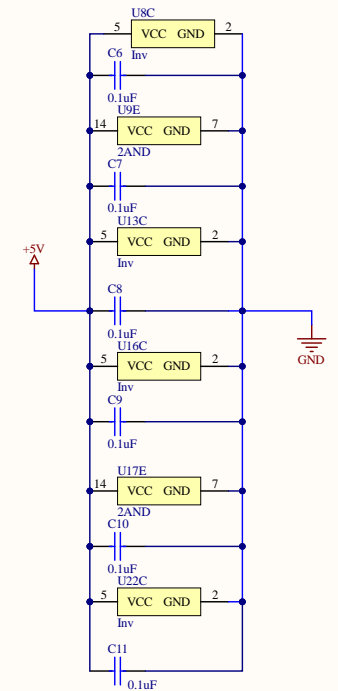 U8C
5 VCC GND 2
Inv
C6
0.1uF
U9E
14 VCC GND 7
2AND
C7
0.1uF
U13C
5 VCC GND 2
Inv
+5V
C8
0.1uF
GND
U16C
5 VCC GND 2
Inv
C9
0.1uF
U17E
14 VCC GND 7
2AND
C10
0.1uF
U22C
5 VCC GND 2
Inv
C11
0.1uF